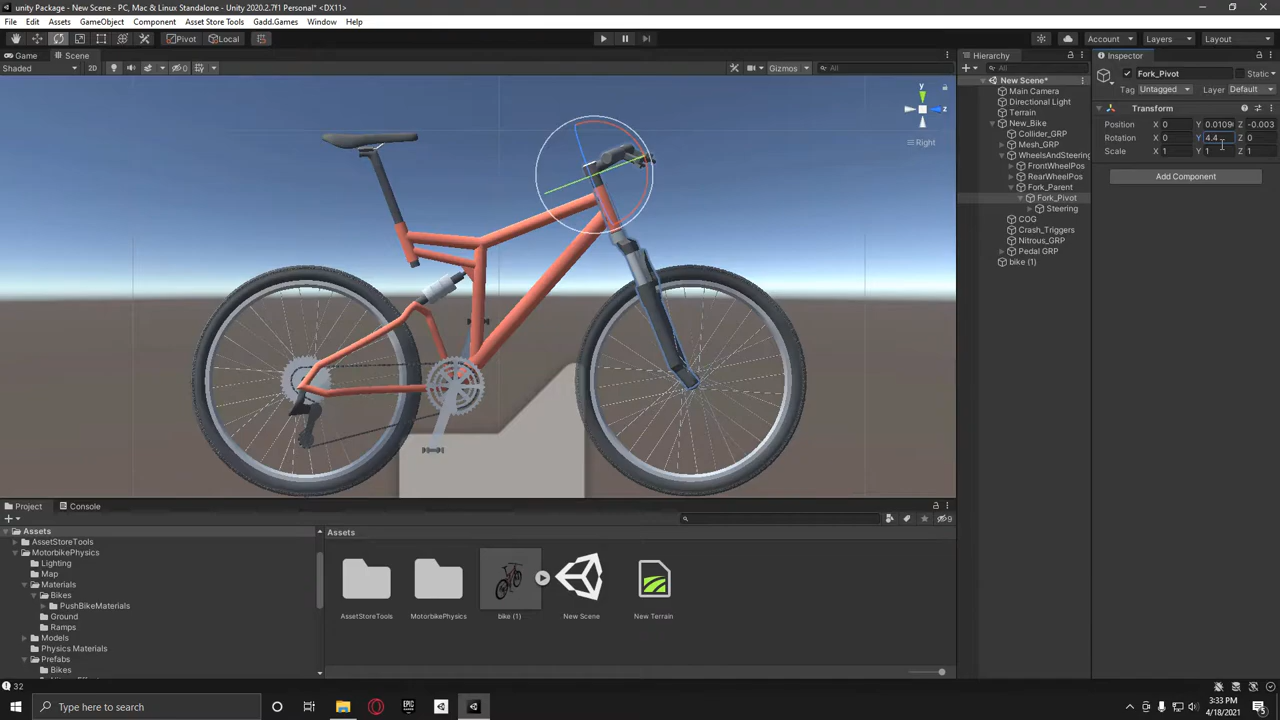 unity Package - New Scene - PC, Mac & Linux Standalone - Unity 2020.2.7f1 Personal* <DX11>
File Edit Assets GameObject Component Asset Store Tools Gadd.Games Window Help
Pivot Local Account Layers Layout
Game Scene Hierarchy Inspector
Shaded 2D 0 Gizmos All All
Fork_Pivot Static
Tag Untagged Layer Default
Transform
Position X 0 Y 0.0109 Z -0.003
Rotation X 0 Y 4.4 Z 0
Scale X 1 Y 1 Z 1
Add Component
New Scene*
Main Camera
Directional Light
Terrain
New_Bike
Collider_GRP
Mesh_GRP
WheelsAndSteering
FrontWheelPos
RearWheelPos
Fork_Parent
Fork_Pivot
Steering
COG
Crash_Triggers
Nitrous_GRP
Pedal GRP
bike (1)
y
z
Right
Project Console
9
Assets
AssetStoreTools
MotorbikePhysics
Lighting
Map
Materials
Bikes
PushBikeMaterials
Ground
Ramps
Models
Physics Materials
Prefabs
Bikes
Assets
AssetStoreTools MotorbikePhysics bike (1) New Scene New Terrain
32
Type here to search
EPIC
3:33 PM
4/18/2021